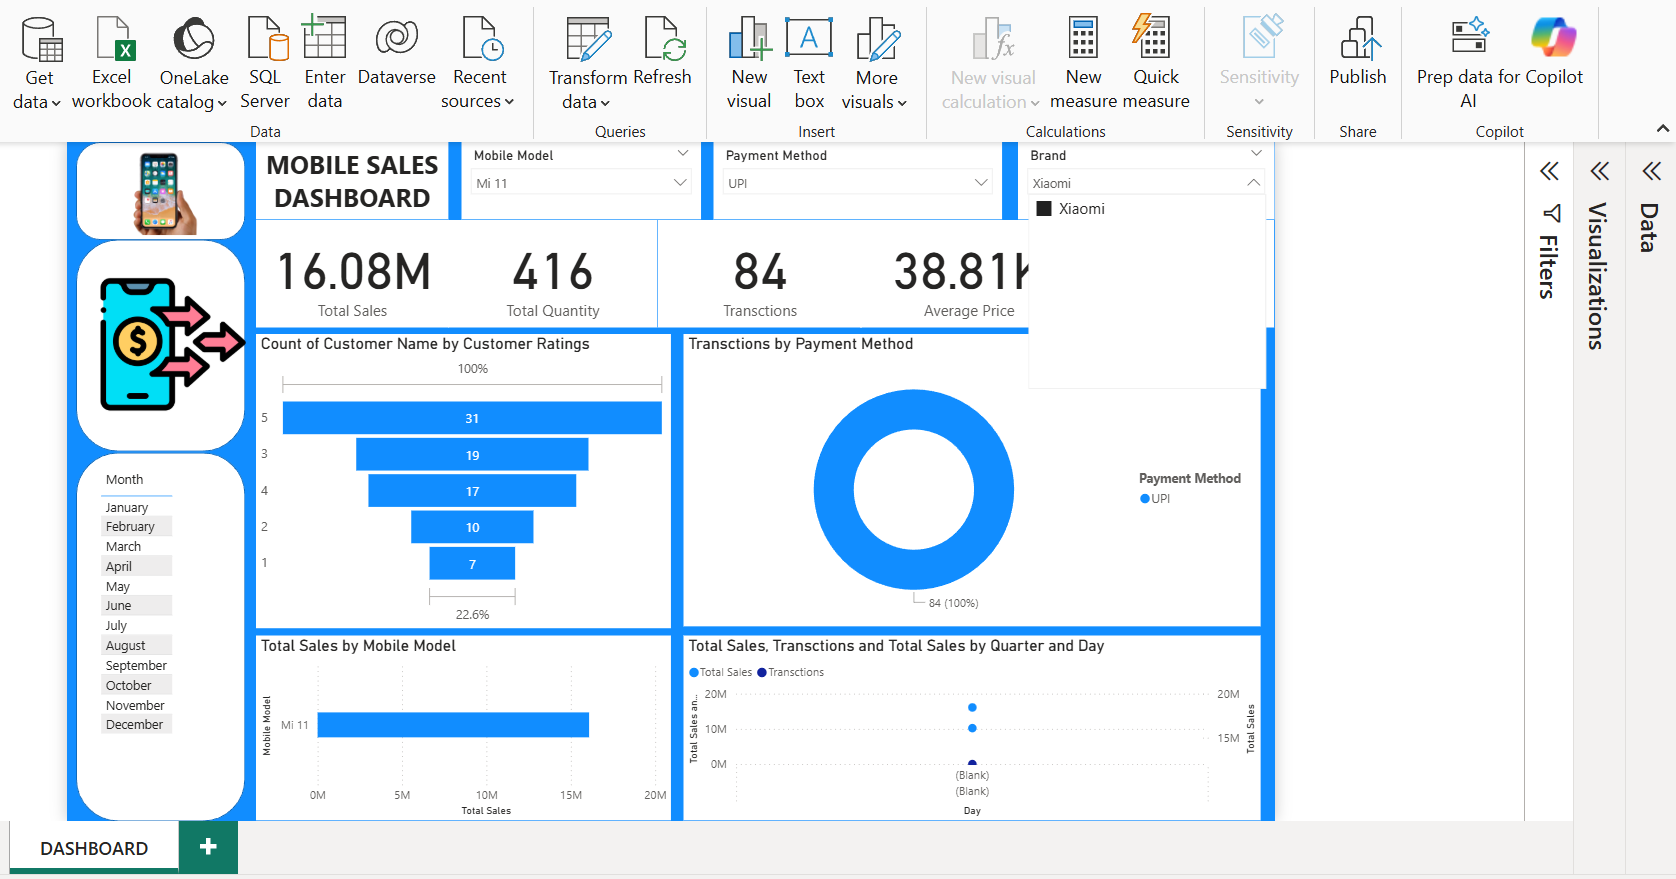 Get data
Excel workbook
OneLake catalog
SQL Server
Enter data
Dataverse
Recent sources
Transform data
Refresh
New visual
Text box
More visuals
New visual calculation
New measure
Quick measure
Sensitivity
Publish
Prep data for AI
Copilot
Data
Queries
Insert
Calculations
Sensitivity
Share
Copilot
MOBILE SALES
DASHBOARD
Mobile Model
Mi 11
Payment Method
UPI
Brand
Xiaomi
Xiaomi
16.08M
Total Sales
416
Total Quantity
84
Transctions
38.81K
Average Price
Count of Customer Name by Customer Ratings
100%
5
31
3
19
4
17
2
10
1
7
22.6%
Transctions by Payment Method
84 (100%)
Payment Method
UPI
Month
January
February
March
April
May
June
July
August
September
October
November
December
Total Sales by Mobile Model
Mobile Model
Mi 11
0M
5M
10M
15M
20M
Total Sales
Total Sales, Transctions and Total Sales by Quarter and Day
Total Sales
Transctions
Total Sales an...
20M
10M
0M
20M
15M
Total Sales
(Blank)
(Blank)
Day
Filters
Visualizations
Data
DASHBOARD